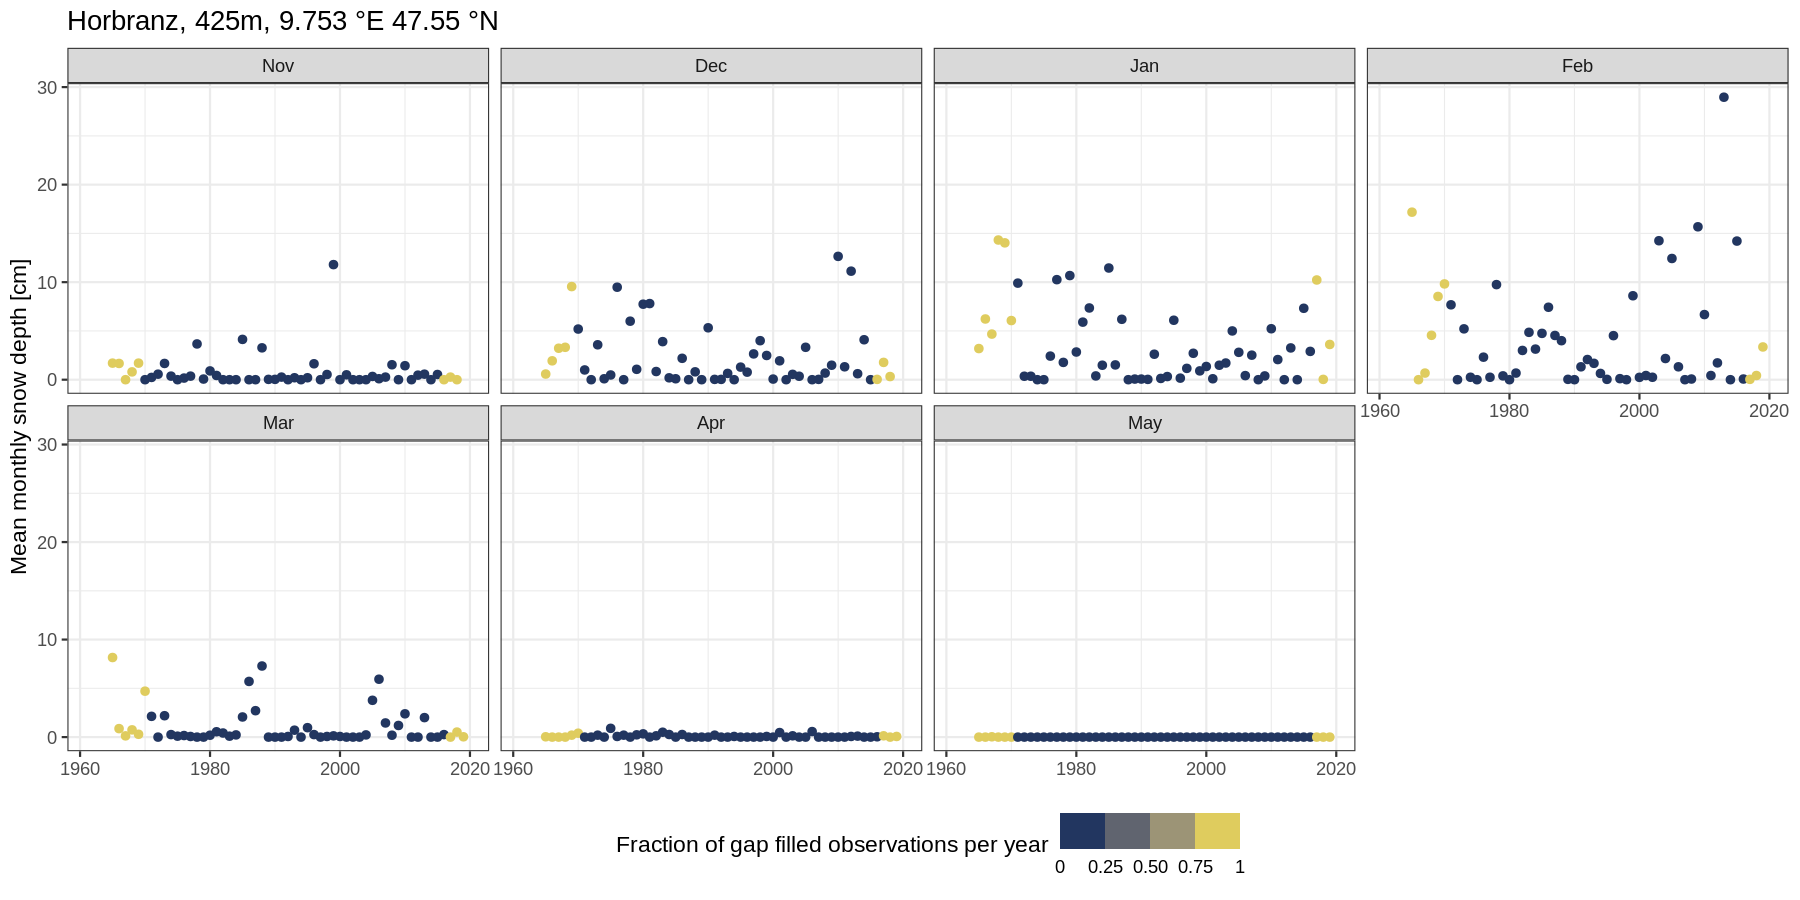 Horbranz, 425m, 9.753 °E 47.55 °N
Nov
Dec
Jan
Feb
30
20
10
0
1960
1980
2000
2020
Mean monthly snow depth [cm]
Mar
Apr
May
30
20
10
0
1960
1980
2000
2020
1960
1980
2000
2020
1960
1980
2000
2020
Fraction of gap filled observations per year
0
0.25
0.50
0.75
1